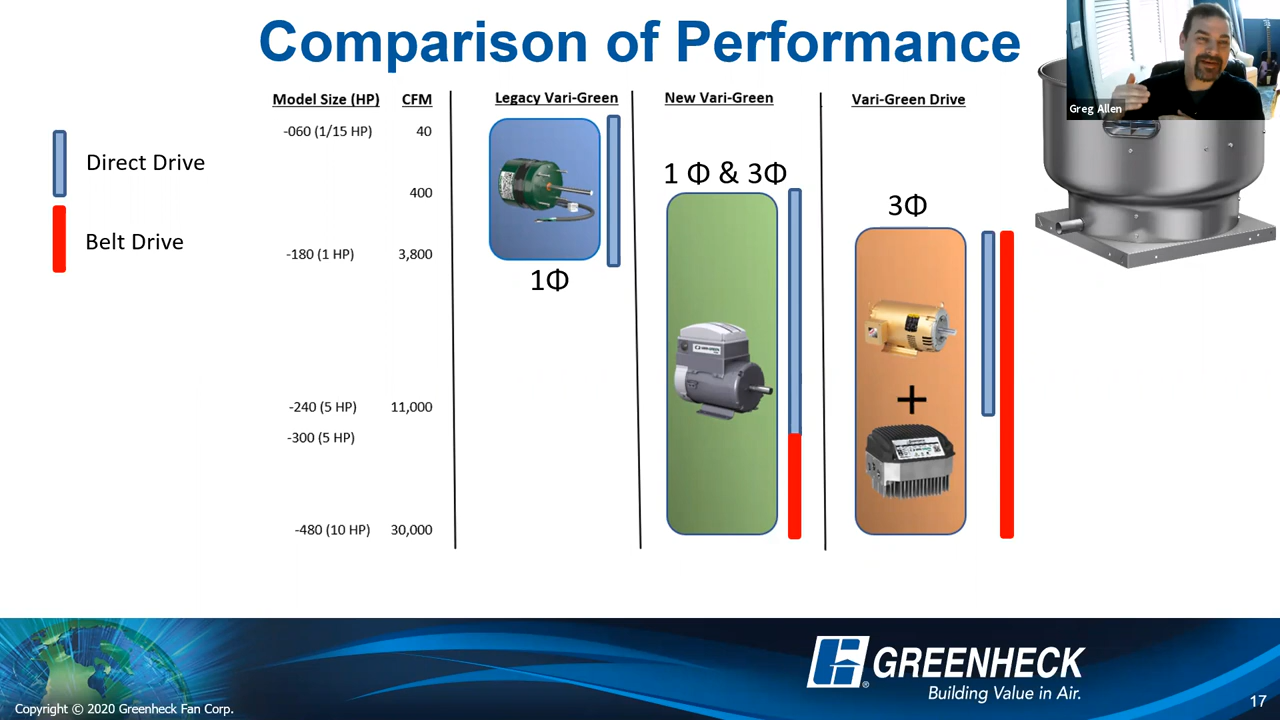 Comparison of Performance
Greg Allen
Model Size (HP) CFM
Legacy Vari-Green
New Vari-Green
Vari-Green Drive
Direct Drive
Belt Drive
-060 (1/15 HP) 40
400
-180 (1 HP) 3,800
-240 (5 HP) 11,000
-300 (5 HP)
-480 (10 HP) 30,000
1Φ
1 Φ & 3Φ
3Φ
+
GREENHECK
®
Building Value in Air.
Copyright © 2020 Greenheck Fan Corp.
17